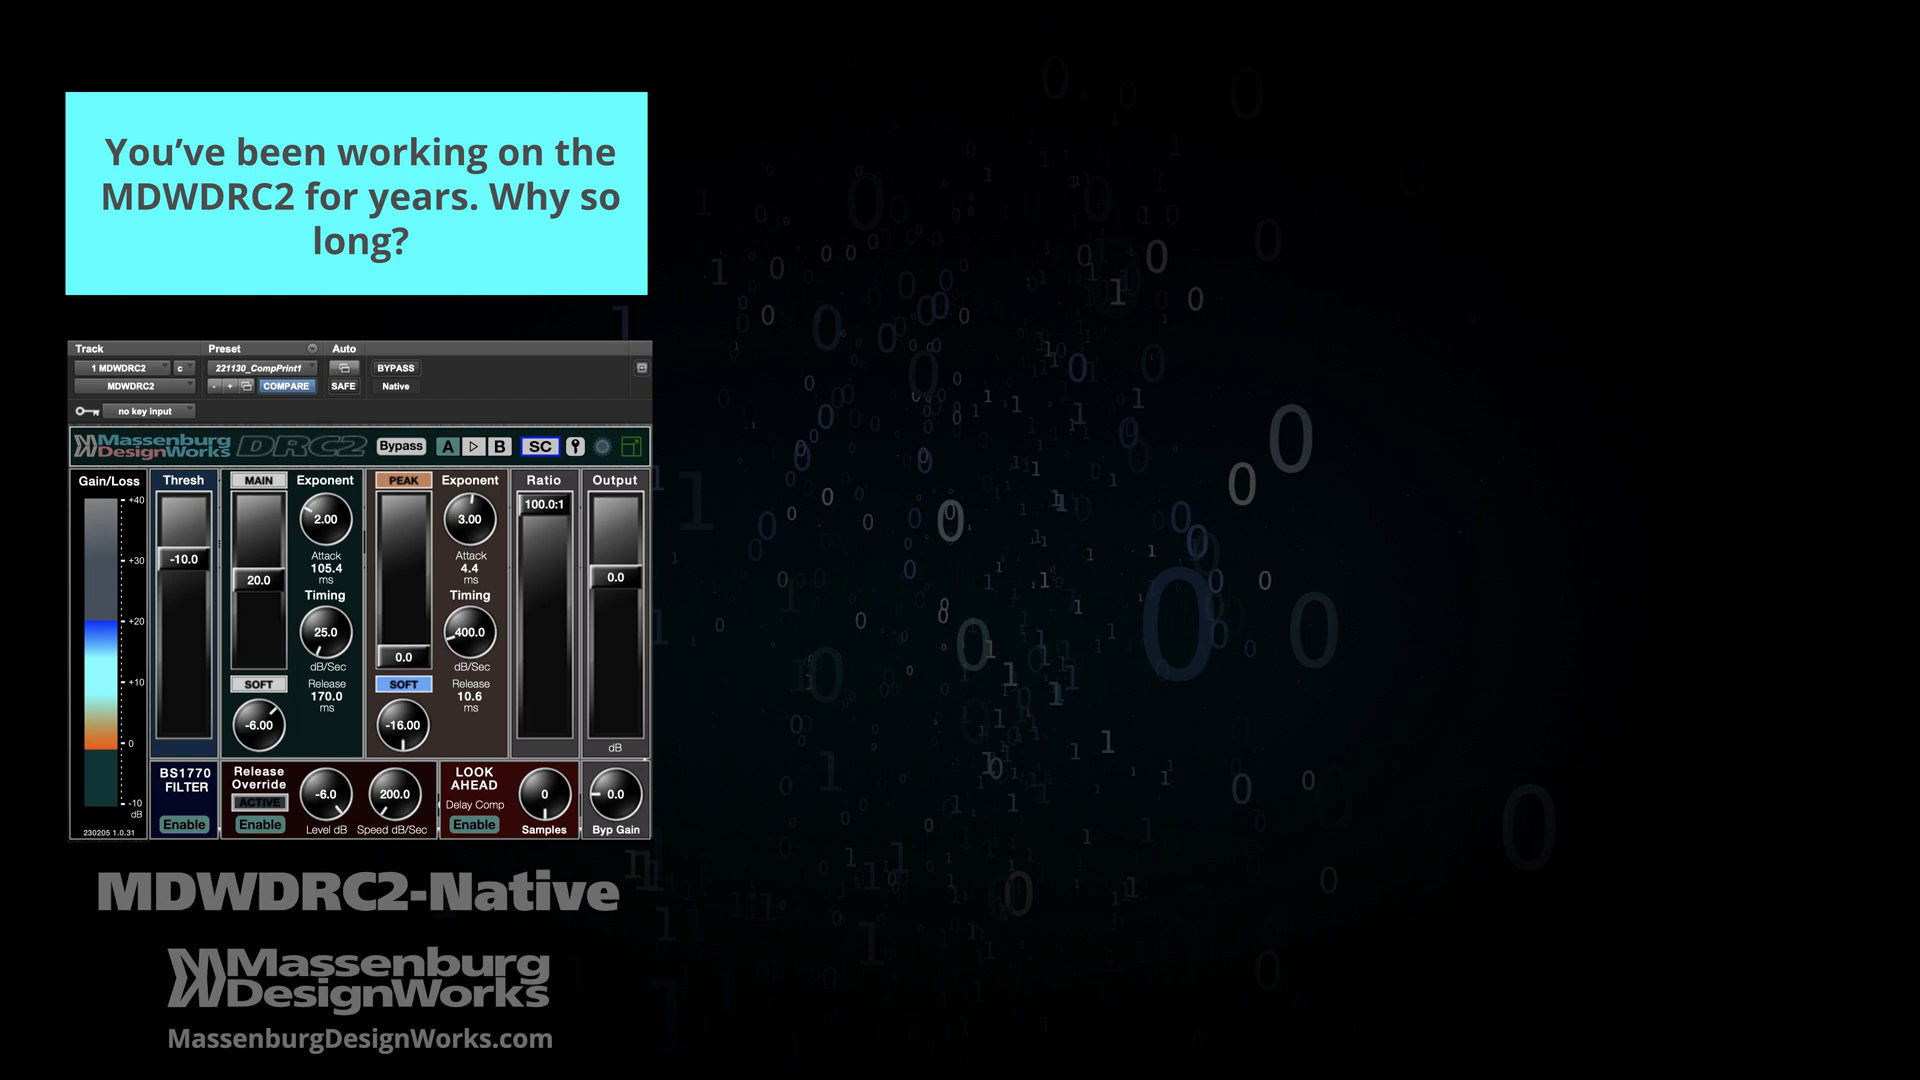 You’ve been working on the
MDWDRC2 for years. Why so
long?
Track
Preset
Auto
1 MDWDRC2
c
221130_CompPrint1
BYPASS
MDWDRC2
- + COMPARE
SAFE
Native
no key input
Massenburg
DesignWorks
DRC2
Bypass
A
B
SC
Gain/Loss
Thresh
MAIN
Exponent
PEAK
Exponent
Ratio
Output
+40
+30
+20
+10
0
-10
dB
-10.0
20.0
2.00
Attack
105.4
ms
Timing
25.0
dB/Sec
SOFT
Release
170.0
ms
-6.00
0.0
3.00
Attack
4.4
ms
Timing
400.0
dB/Sec
SOFT
Release
10.6
ms
-16.00
100.0:1
0.0
dB
230205 1.0.31
BS1770
FILTER
Enable
Release
Override
ACTIVE
Enable
-6.0
Level dB
200.0
Speed dB/Sec
LOOK
AHEAD
Delay Comp
Enable
0
Samples
0.0
Byp Gain
MDWDRC2-Native
Massenburg
DesignWorks
MassenburgDesignWorks.com